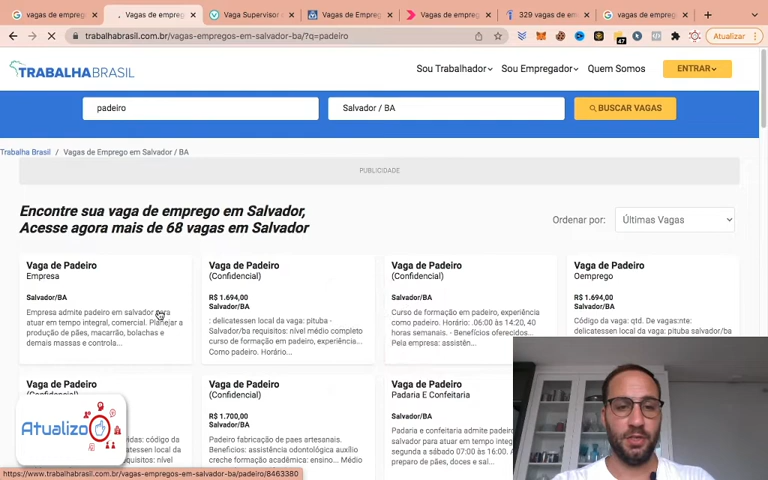 vagas de empreg
Vagas de empreg
Vaga Supervisor d
Vagas de Empreg
Vagas de empreg
329 vagas de em
vagas de empreg
trabalhabrasil.com.br/vagas-empregos-em-salvador-ba/?q=padeiro
47
Atualizar
TRABALHABRASIL
Sou Trabalhador
Sou Empregador
Quem Somos
ENTRAR
padeiro
Salvador / BA
BUSCAR VAGAS
Trabalha Brasil / Vagas de Emprego em Salvador / BA
PUBLICIDADE
Encontre sua vaga de emprego em Salvador,
Acesse agora mais de 68 vagas em Salvador
Ordenar por:
Últimas Vagas
Vaga de Padeiro
Empresa
Salvador/BA
Empresa admite padeiro em salvador para
atuar em tempo integral, comercial. Planejar a
produção de pães, macarrão, bolachas e
demais massas e controla...
Vaga de Padeiro
(Confidencial)
R$ 1.694,00
Salvador/BA
: delicatessen local da vaga: pituba -
Salvador/ba requisitos: nível médio completo
curso de formação em padeiro, experiência...
Como padeiro. Horário...
Vaga de Padeiro
(Confidencial)
Salvador/BA
Curso de formação em padeiro, experiência
como padeiro. Horário: .06:00 às 14:20, 40
horas semanais. - Benefícios oferecidos...
Pela empresa: assistên...
Vaga de Padeiro
Oemprego
R$ 1.694,00
Salvador/BA
Código da vaga: qtd. De vagas:nte:
delicatessen local da vaga: pituba salvador/ba
Vaga de Padeiro
(Confidencial)
idas: código da
Vaga de Padeiro
(Confidencial)
R$ 1.700,00
Salvador/BA
Padeiro fabricação de paes artesanais.
Beneficios: assistência odontológica auxílio
creche formação academica: ensino... Médio
Vaga de Padeiro
Padaria E Confeitaria
Salvador/BA
Padaria e confeitaria admite padeiro
salvador para atuar em tempo integ
segunda a sábado 07:00 às 16:00.
preparo de pães, doces e sal...
Atualizo
https://www.trabalhabrasil.com.br/vagas-empregos-em-salvador-ba/padeiro/8463380